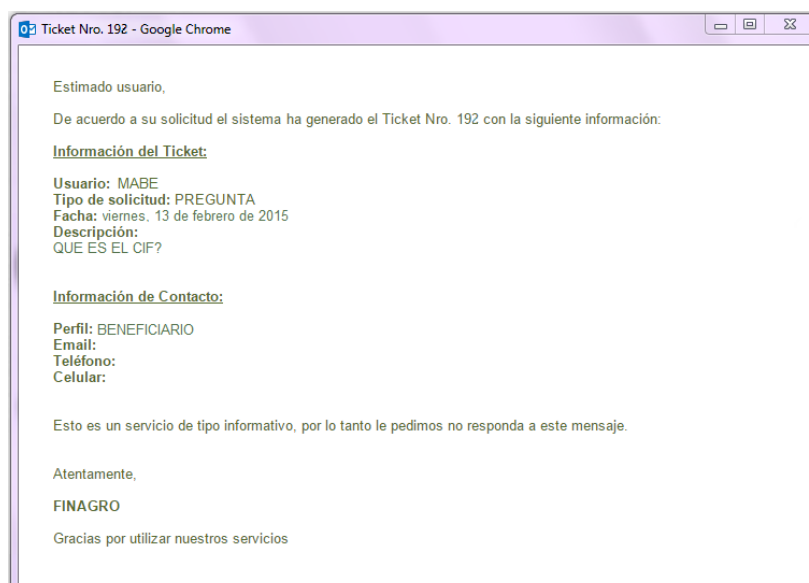 Ticket Nro. 192 - Google Chrome
Estimado usuario,
De acuerdo a su solicitud el sistema ha generado el Ticket Nro. 192 con la siguiente información:
Información del Ticket:
Usuario: MABE
Tipo de solicitud: PREGUNTA
Facha: viernes, 13 de febrero de 2015
Descripción:
QUE ES EL CIF?
Información de Contacto:
Perfil: BENEFICIARIO
Email:
Teléfono:
Celular:
Esto es un servicio de tipo informativo, por lo tanto le pedimos no responda a este mensaje.
Atentamente,
FINAGRO
Gracias por utilizar nuestros servicios